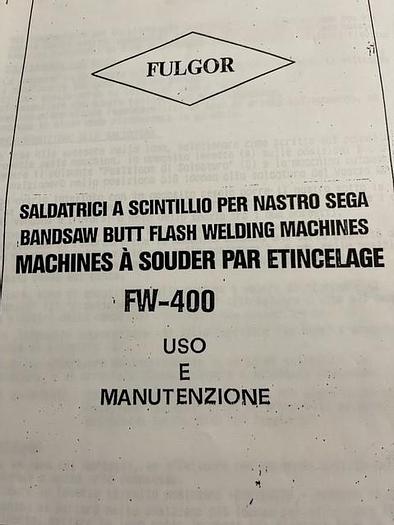 FULGOR
SALDATRICI A SCINTILLIO PER NASTRO SEGA
BANDSAW BUTT FLASH WELDING MACHINES
MACHINES À SOUDER PAR ETINCELAGE
FW-400
USO
E
MANUTENZIONE